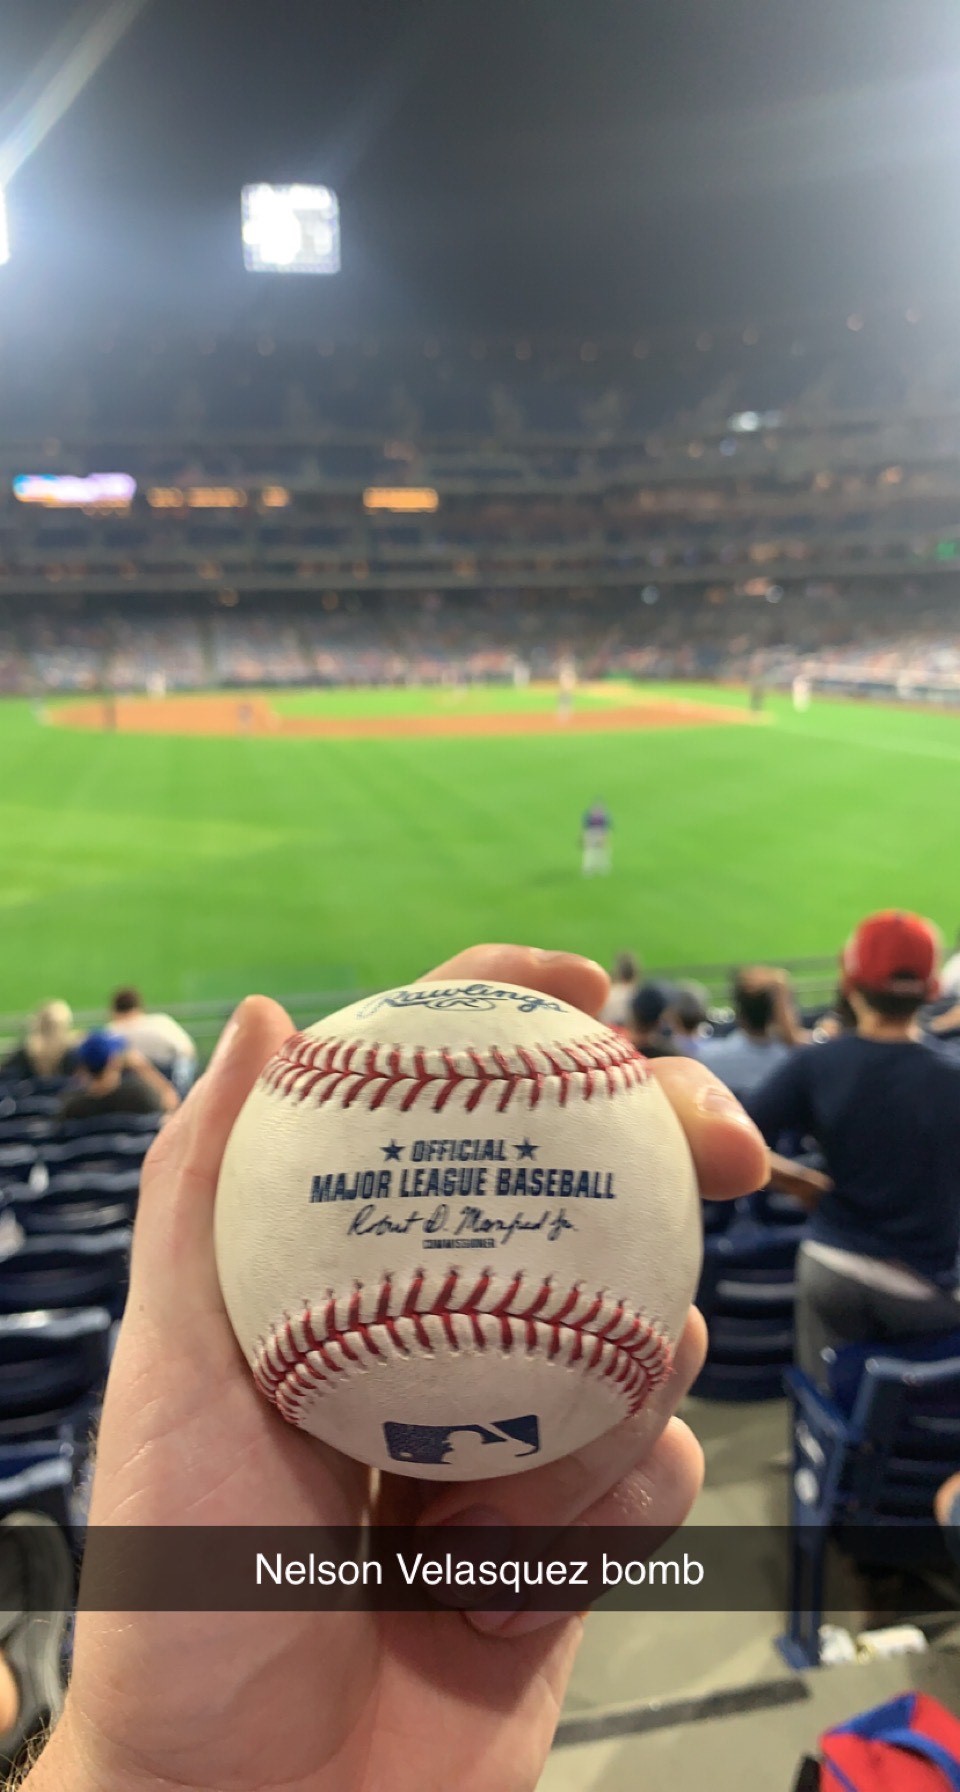 Rawlings
R
★ OFFICIAL ★
MAJOR LEAGUE BASEBALL
Robert D. Manfred Jr.
COMMISSIONER
Nelson Velasquez bomb